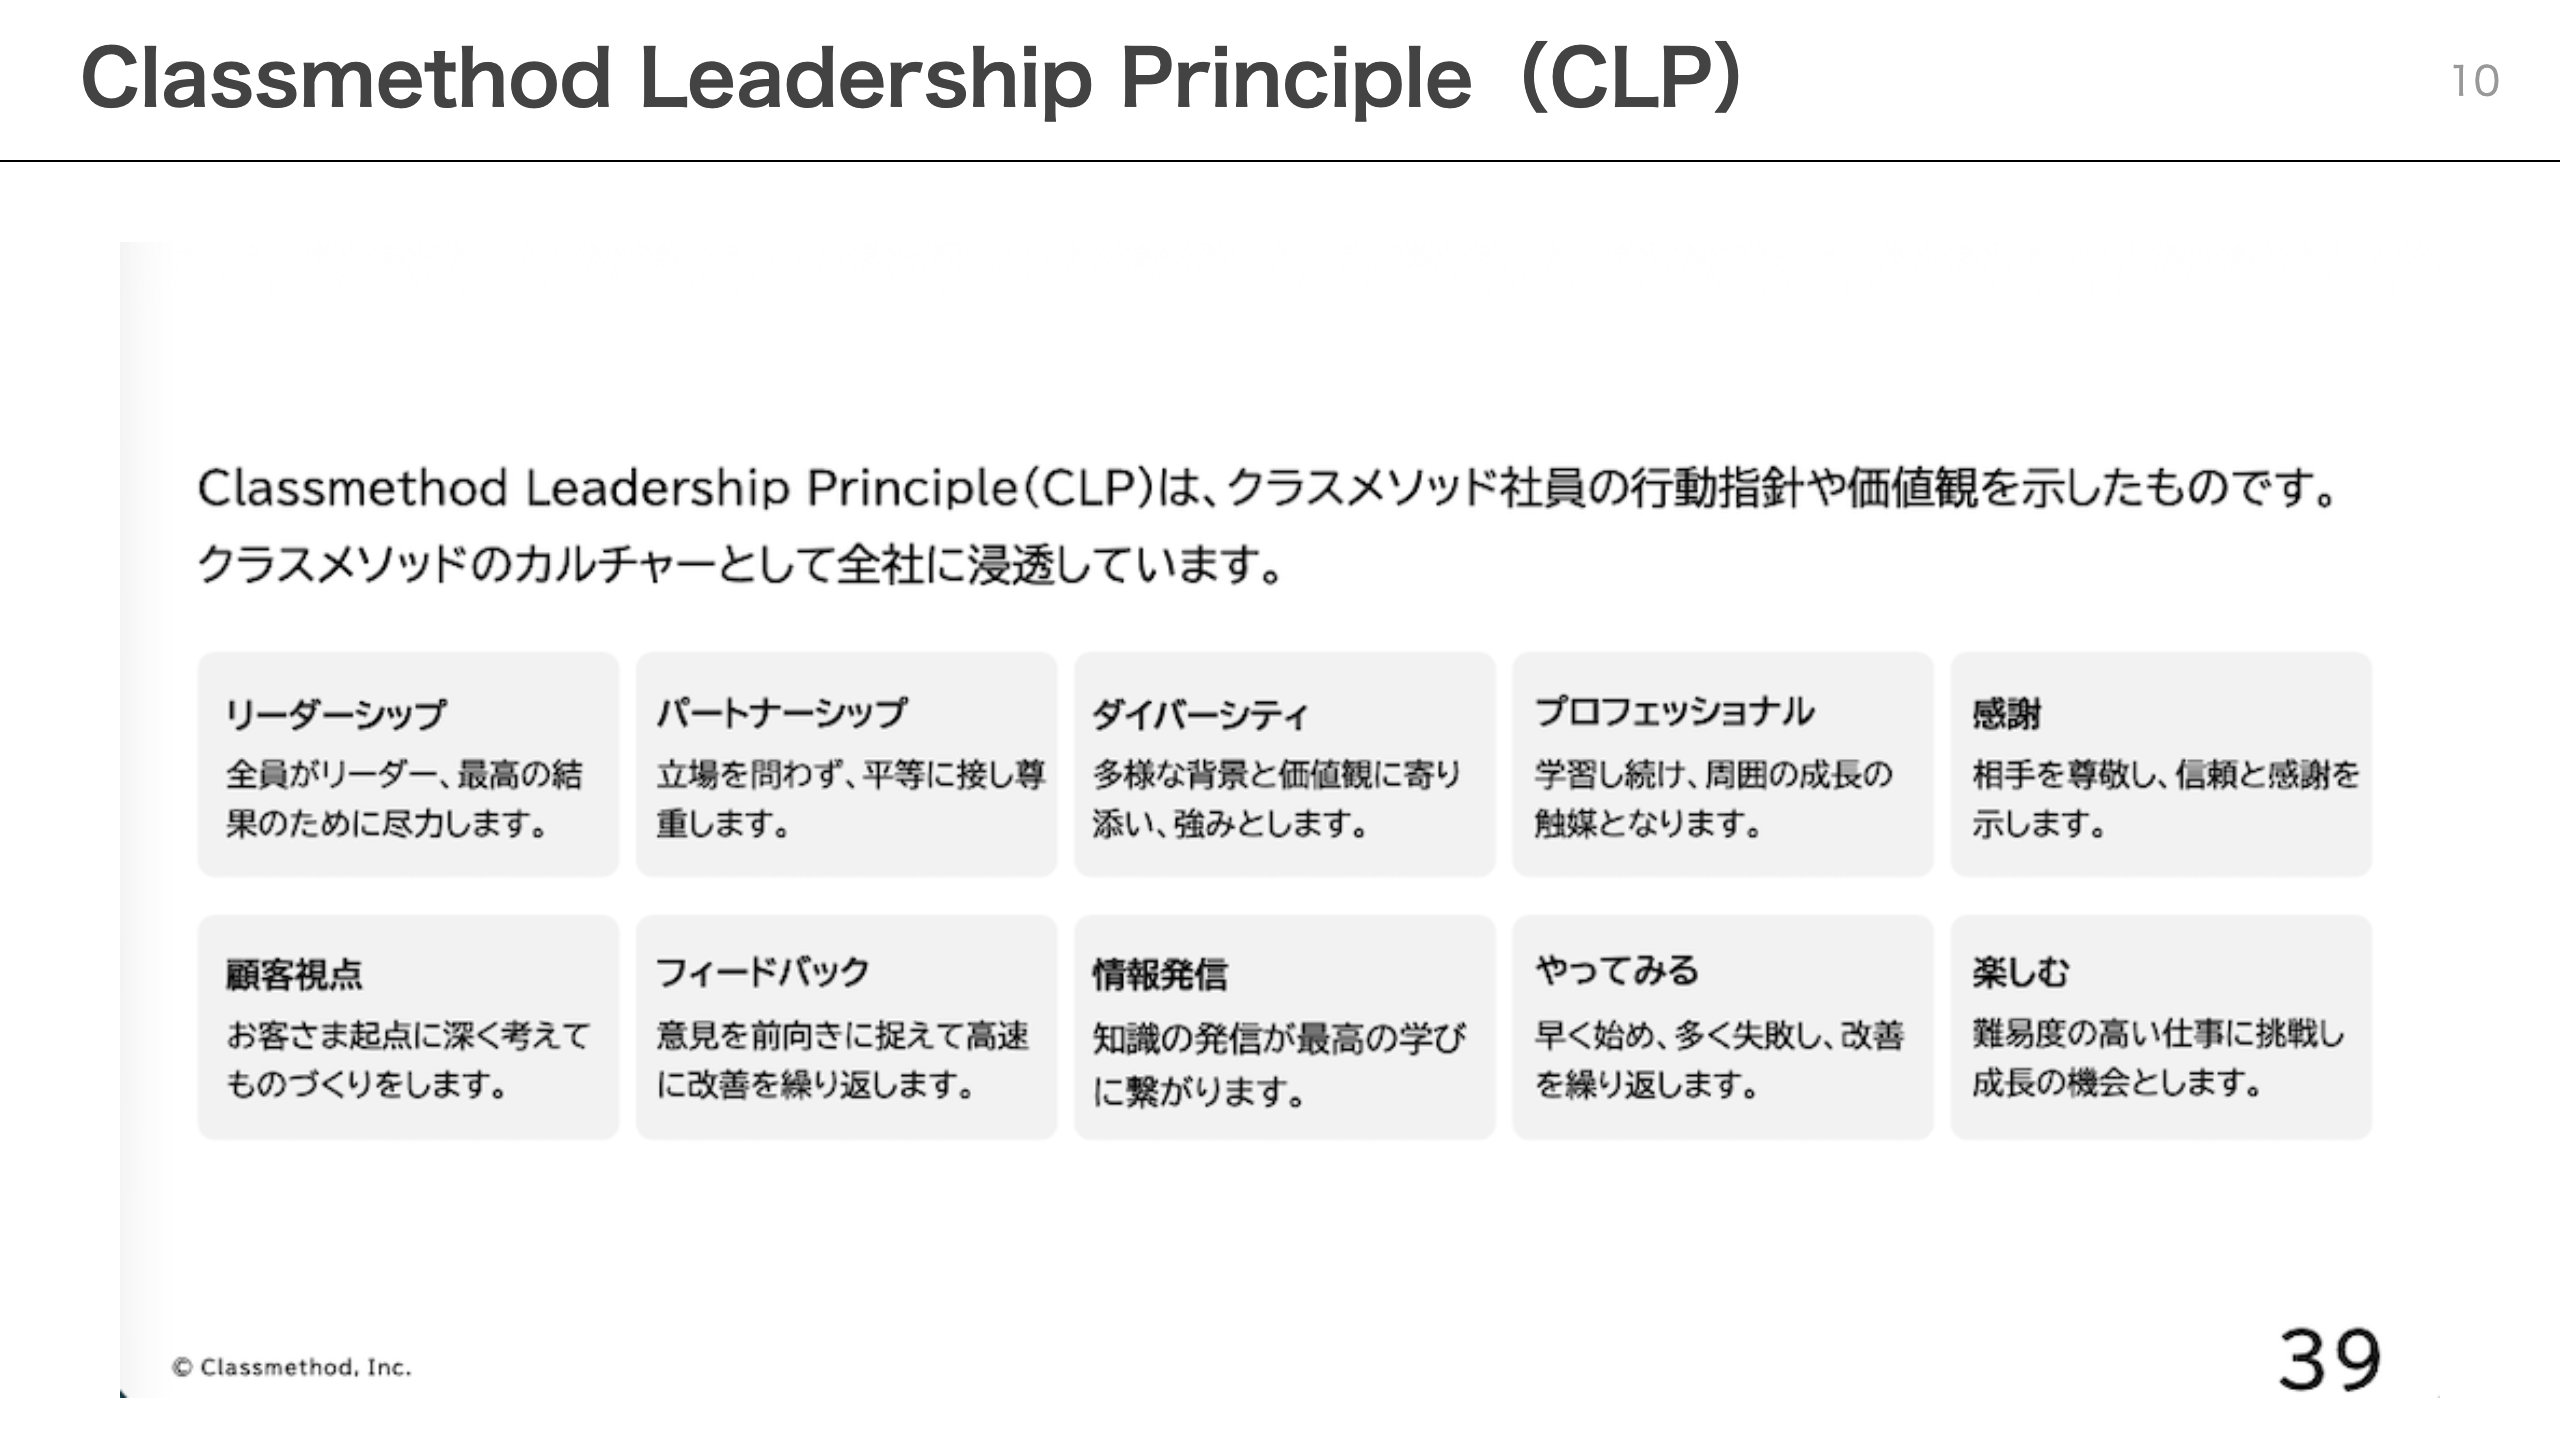 Classmethod Leadership Principle（CLP）
10
Classmethod Leadership Principle(CLP)は、クラスメソッド社員の行動指針や価値観を示したものです。
クラスメソッドのカルチャーとして全社に浸透しています。
リーダーシップ
全員がリーダー、最高の結
果のために尽力します。
パートナーシップ
立場を問わず、平等に接し尊
重します。
ダイバーシティ
多様な背景と価値観に寄り
添い、強みとします。
プロフェッショナル
学習し続け、周囲の成長の
触媒となります。
感謝
相手を尊敬し、信頼と感謝を
示します。
顧客視点
お客さま起点に深く考えて
ものづくりをします。
フィードバック
意見を前向きに捉えて高速
に改善を繰り返します。
情報発信
知識の発信が最高の学び
に繋がります。
やってみる
早く始め、多く失敗し、改善
を繰り返します。
楽しむ
難易度の高い仕事に挑戦し
成長の機会とします。
© Classmethod, Inc.
39